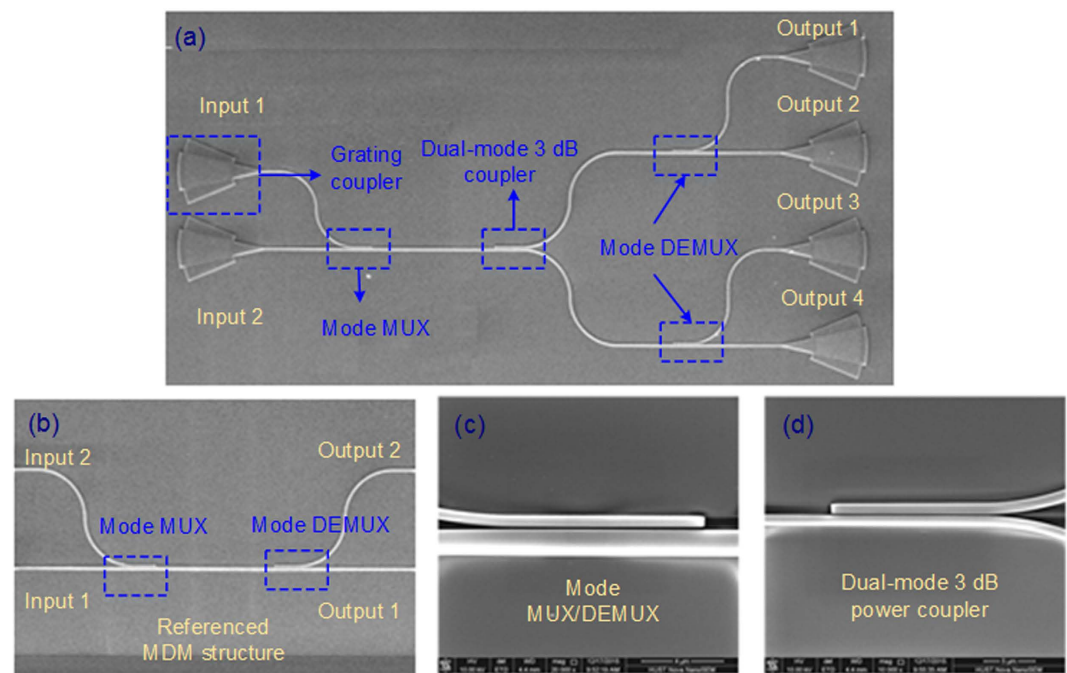 (a)
Output 1
Input 1
Output 2
Grating
coupler
Dual-mode 3 dB
coupler
Output 3
Mode DEMUX
Input 2
Mode MUX
Output 4
(b)
Input 2
Output 2
Mode MUX
Mode DEMUX
Input 1
Output 1
Referenced
MDM structure
(c)
Mode
MUX/DEMUX
(d)
Dual-mode 3 dB
power coupler